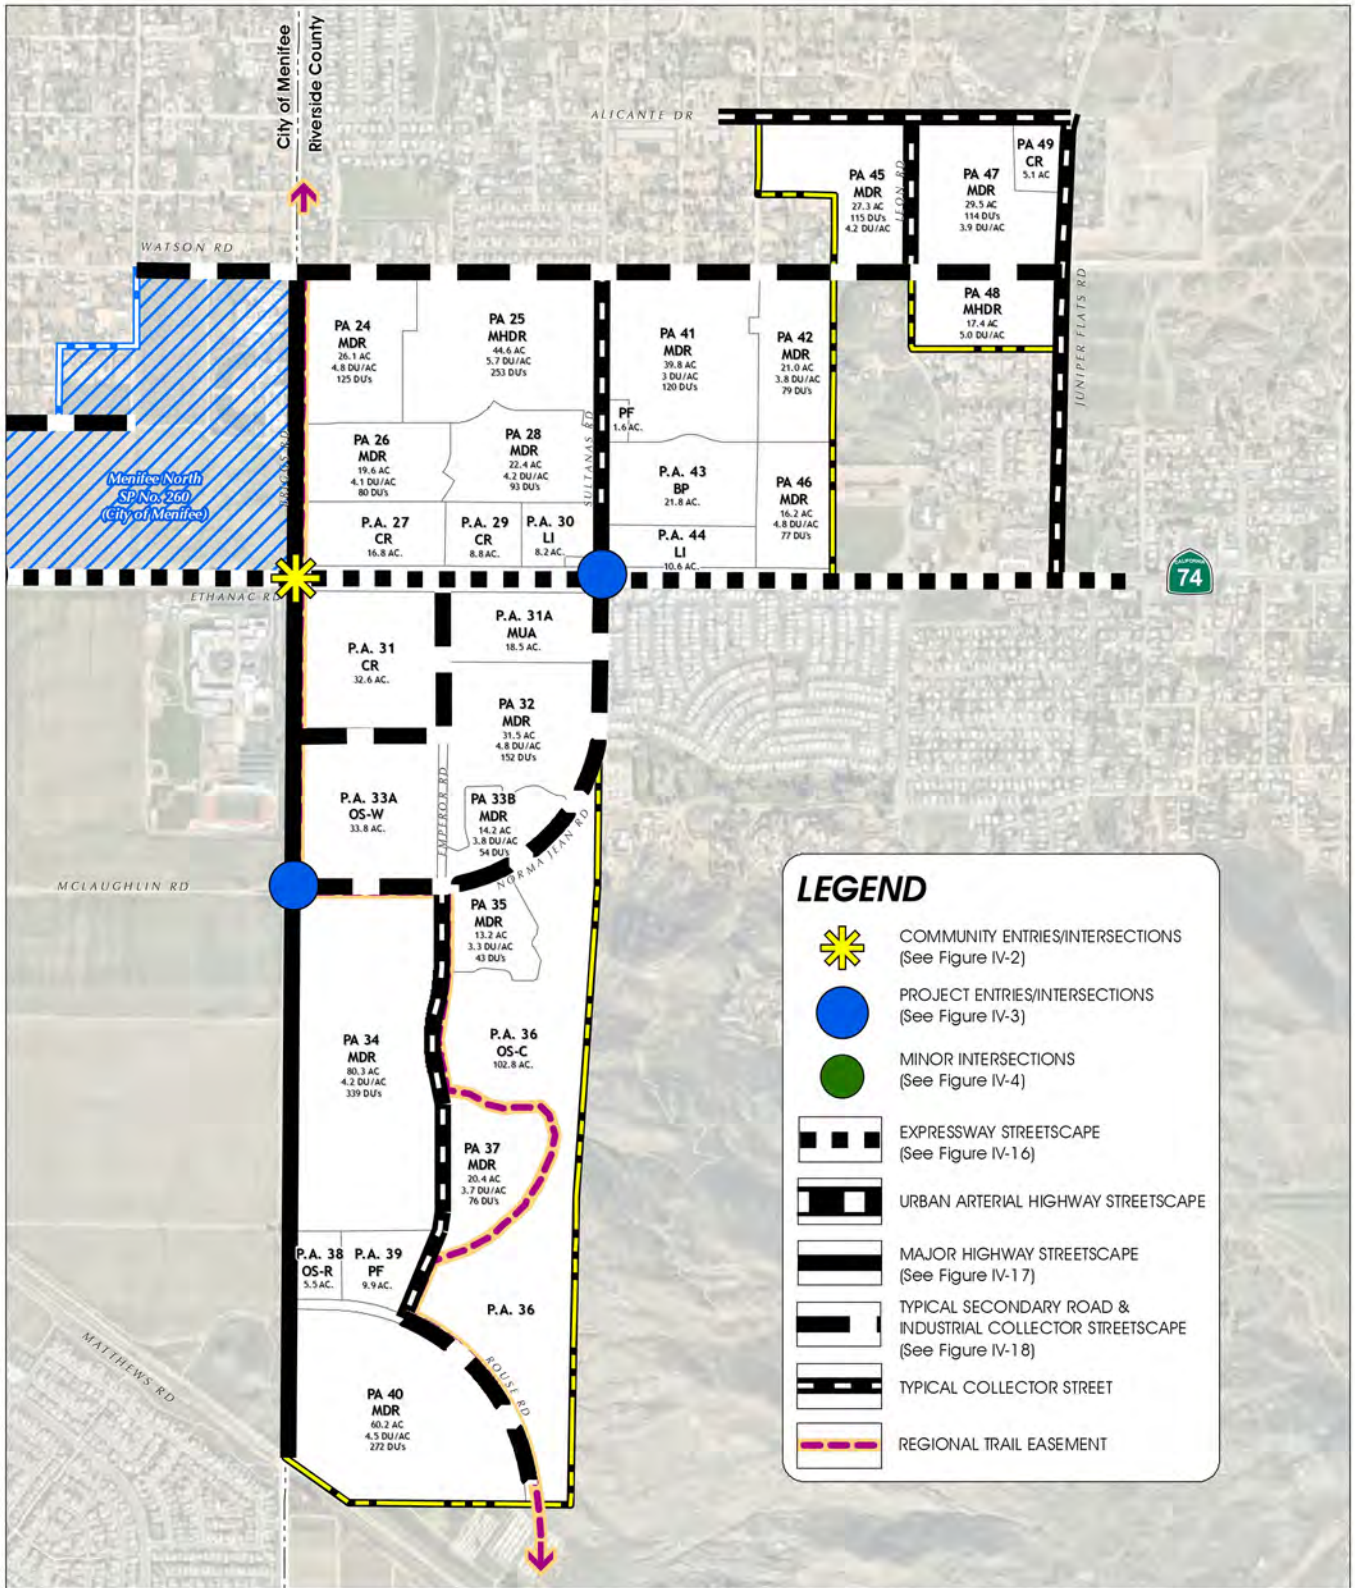 City of Menifee
Riverside County
ALICANTE DR
PA 49
CR
5.1 AC
PA 45
MDR
27.3 AC
115 DU's
4.2 DU/AC
LEON RD
PA 47
MDR
29.5 AC
114 DU's
3.9 DU/AC
WATSON RD
JUNIPER FLATS RD
PA 48
MHDR
17.4 AC
5.0 DU/AC
PA 24
MDR
26.1 AC
4.8 DU/AC
125 DU's
PA 25
MHDR
44.6 AC
5.7 DU/AC
253 DU's
PA 41
MDR
39.8 AC
3 DU/AC
120 DU's
PA 42
MDR
21.0 AC
3.8 DU/AC
79 DU's
PF
1.6 AC.
SULTANAS RD
BRIGGS RD
PA 26
MDR
19.6 AC
4.1 DU/AC
80 DU's
PA 28
MDR
22.4 AC
4.2 DU/AC
93 DU's
Menifee North
SP No. 260
(City of Menifee)
P.A. 43
BP
21.8 AC.
PA 46
MDR
16.2 AC
4.8 DU/AC
77 DU's
P.A. 27
CR
16.8 AC.
P.A. 29
CR
8.8 AC.
P.A. 30
LI
8.2 AC.
P.A. 44
LI
10.6 AC.
CALIFORNIA
74
ETHANAC RD
P.A. 31
CR
32.6 AC.
P.A. 31A
MUA
18.5 AC.
PA 32
MDR
31.5 AC
4.8 DU/AC
152 DU's
P.A. 33A
OS-W
33.8 AC.
EMPEROR RD
PA 33B
MDR
14.2 AC
3.8 DU/AC
54 DU's
NORMA JEAN RD
MCLAUGHLIN RD
PA 35
MDR
13.2 AC
3.3 DU/AC
43 DU's
PA 34
MDR
80.3 AC
4.2 DU/AC
339 DU's
P.A. 36
OS-C
102.8 AC.
PA 37
MDR
20.4 AC
3.7 DU/AC
76 DU's
P.A. 38
OS-R
5.5 AC.
P.A. 39
PF
9.9 AC.
P.A. 36
MATTHEWS RD
ROUSE RD
PA 40
MDR
60.2 AC
4.5 DU/AC
272 DU's
LEGEND
COMMUNITY ENTRIES/INTERSECTIONS
(See Figure IV-2)
PROJECT ENTRIES/INTERSECTIONS
(See Figure IV-3)
MINOR INTERSECTIONS
(See Figure IV-4)
EXPRESSWAY STREETSCAPE
(See Figure IV-16)
URBAN ARTERIAL HIGHWAY STREETSCAPE
MAJOR HIGHWAY STREETSCAPE
(See Figure IV-17)
TYPICAL SECONDARY ROAD &
INDUSTRIAL COLLECTOR STREETSCAPE
(See Figure IV-18)
TYPICAL COLLECTOR STREET
REGIONAL TRAIL EASEMENT